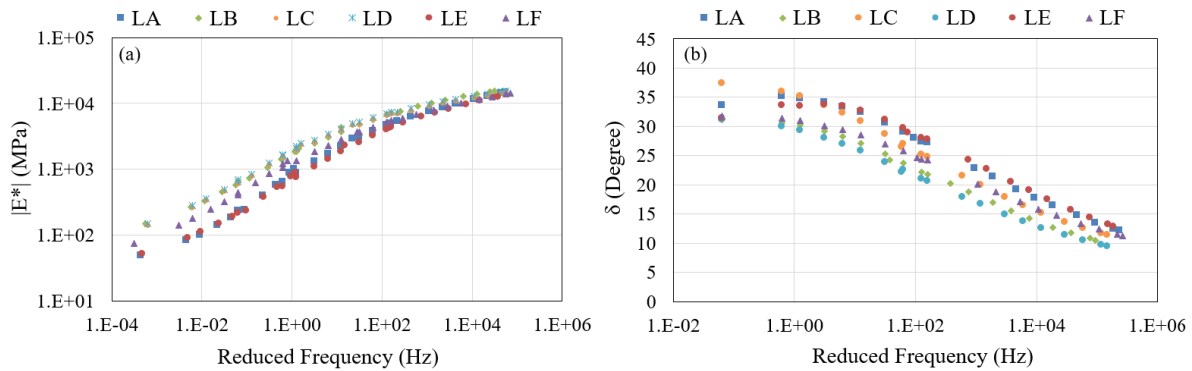 LA LB LC LD LE LF
1.E+05
(a)
1.E+04
1.E+03
1.E+02
1.E+01
|E*| (MPa)
1.E-04 1.E-02 1.E+00 1.E+02 1.E+04 1.E+06
Reduced Frequency (Hz)
LA LB LC LD LE LF
45
(b)
40
35
30
25
20
15
10
5
0
δ (Degree)
1.E-02 1.E+00 1.E+02 1.E+04 1.E+06
Reduced Frequency (Hz)